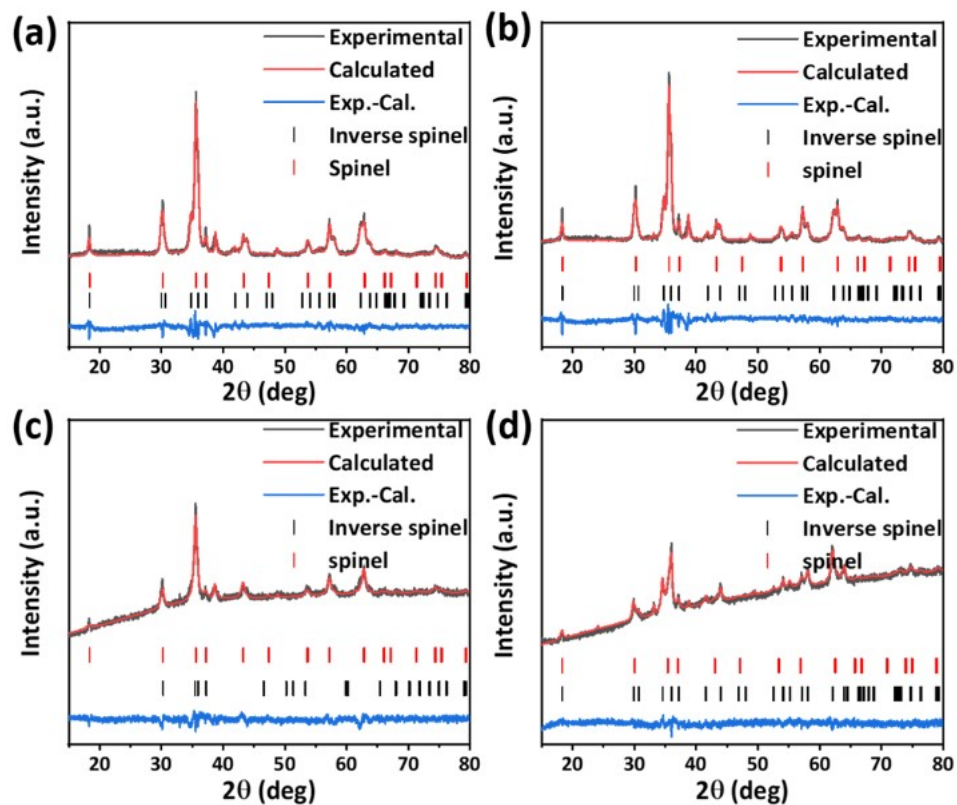 (a)
Experimental
Calculated
Exp.-Cal.
Inverse spinel
Spinel
Intensity (a.u.)
20 30 40 50 60 70 80
2θ (deg)
(b)
Experimental
Calculated
Exp.-Cal.
Inverse spinel
spinel
Intensity (a.u.)
20 30 40 50 60 70 80
2θ (deg)
(c)
Experimental
Calculated
Exp.-Cal.
Inverse spinel
spinel
Intensity (a.u.)
20 30 40 50 60 70 80
2θ (deg)
(d)
Experimental
Calculated
Exp.-Cal.
Inverse spinel
spinel
Intensity (a.u.)
20 30 40 50 60 70 80
2θ (deg)